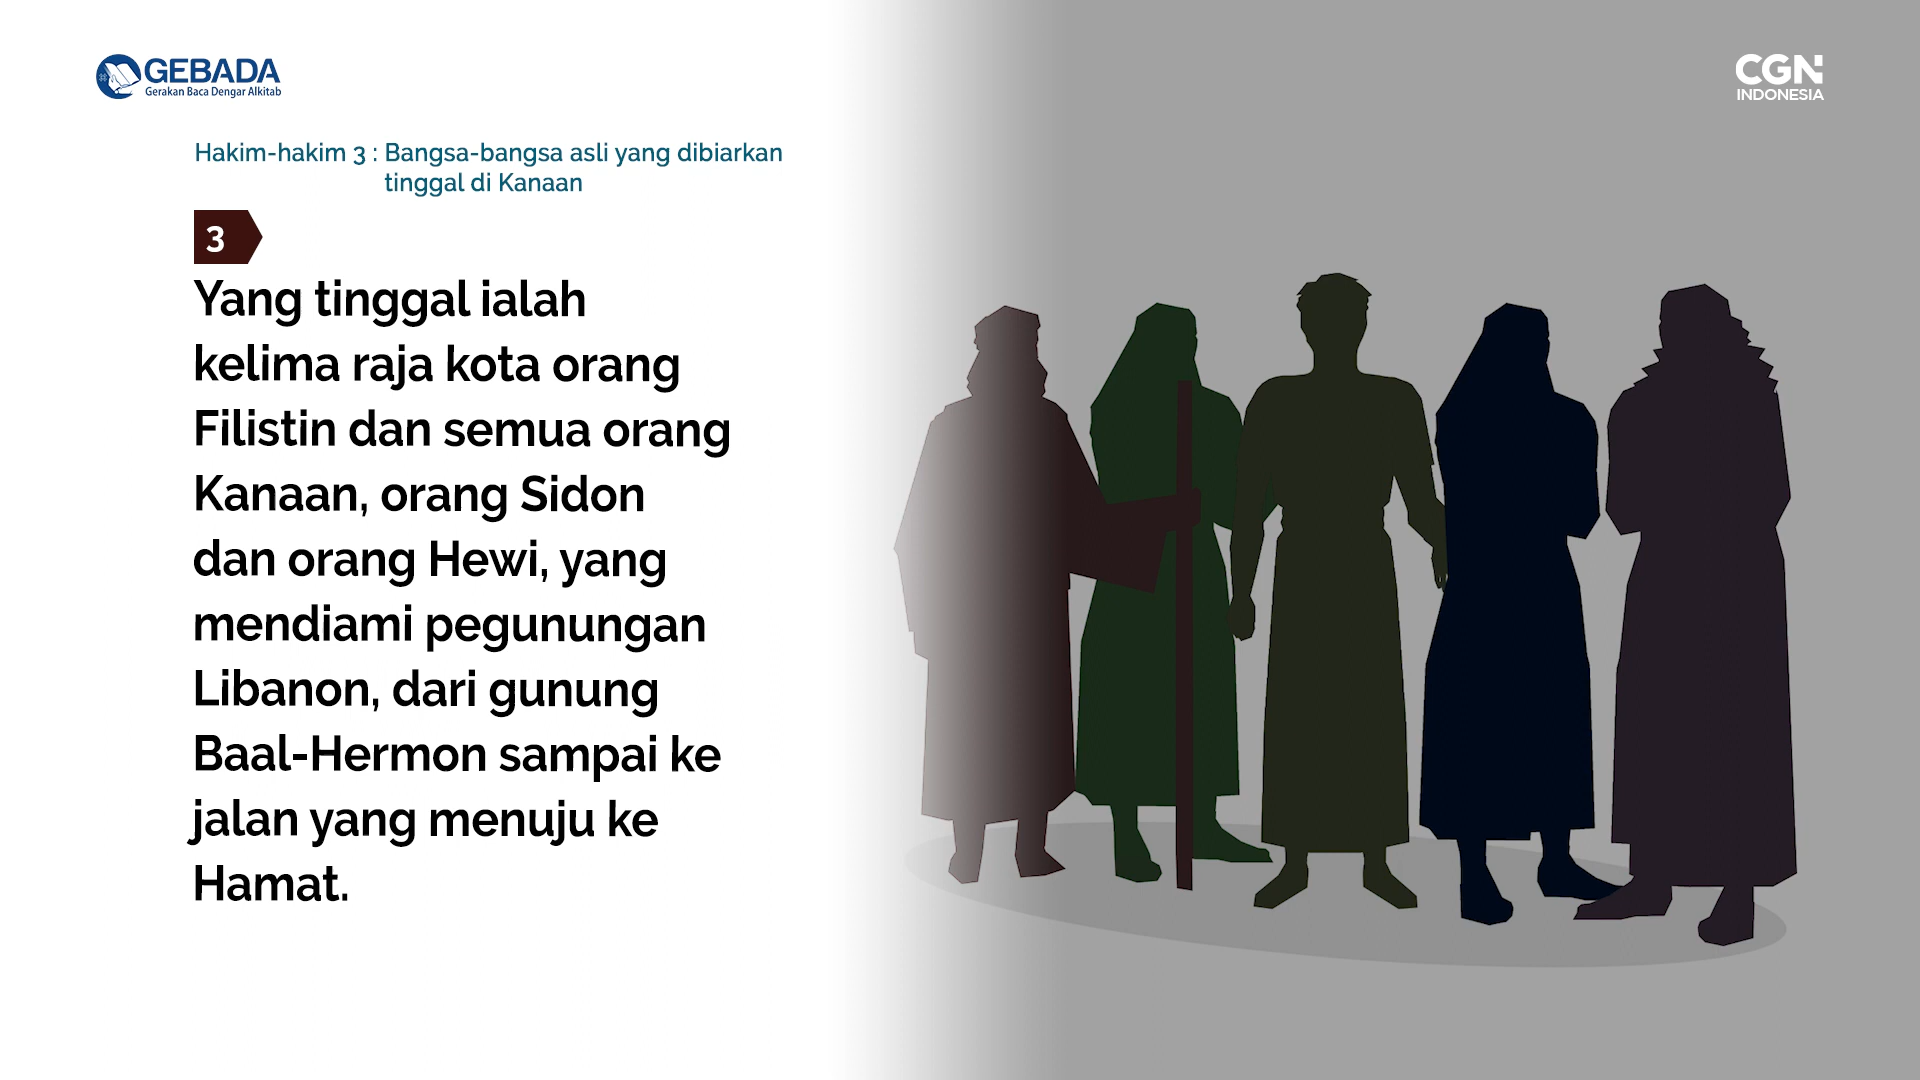 GEBADA
Gerakan Baca Dengar Alkitab
CGN
INDONESIA
Hakim-hakim 3 : Bangsa-bangsa asli yang dibiarkan
tinggal di Kanaan
3
Yang tinggal ialah
kelima raja kota orang
Filistin dan semua orang
Kanaan, orang Sidon
dan orang Hewi, yang
mendiami pegunungan
Libanon, dari gunung
Baal-Hermon sampai ke
jalan yang menuju ke
Hamat.